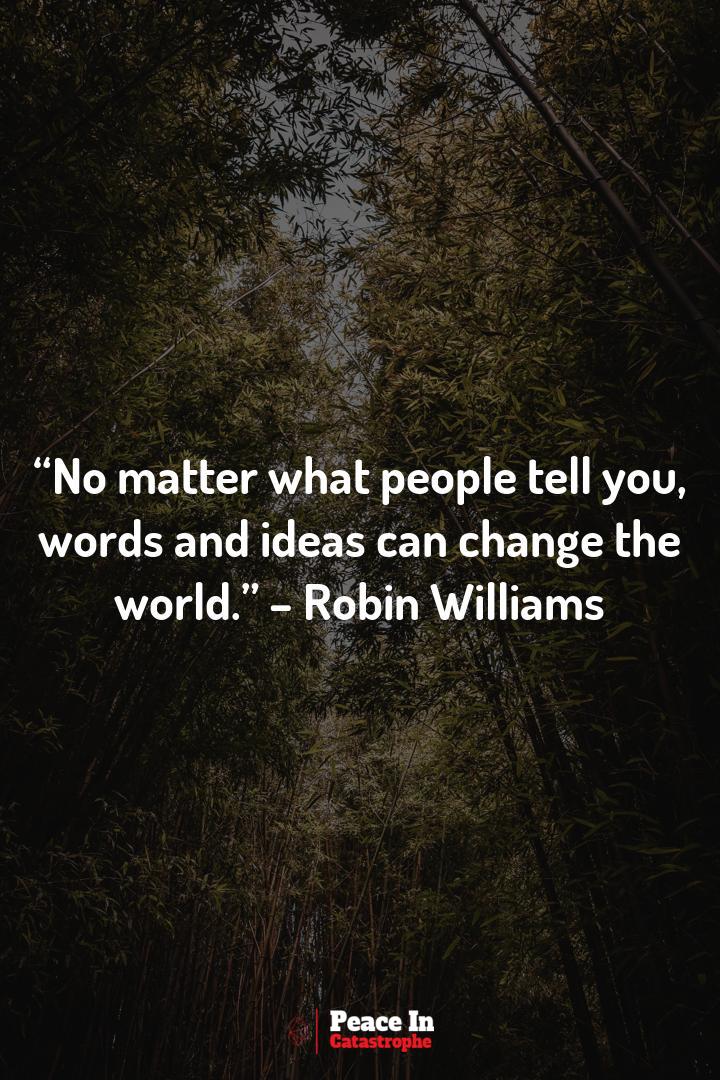 “No matter what people tell you,
words and ideas can change the
world.” – Robin Williams
Peace In
Catastrophe